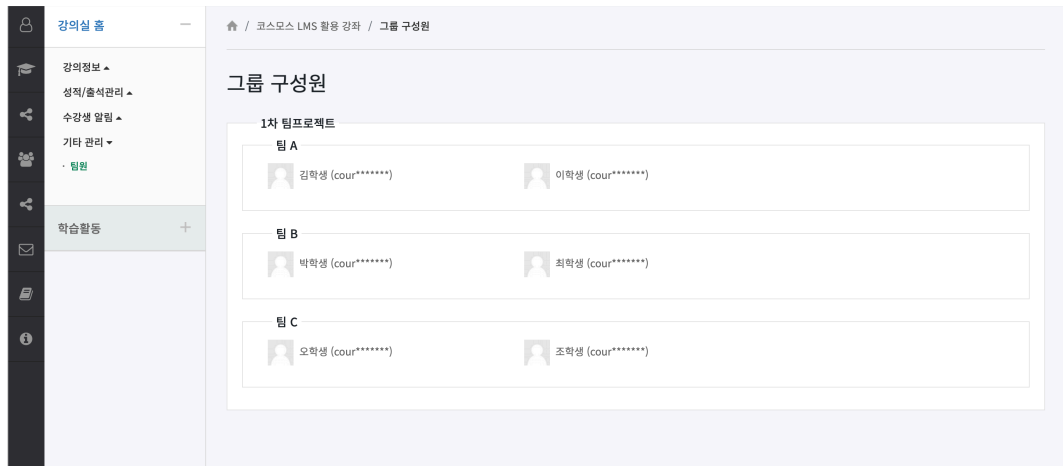 강의실 홈
강의정보
성적/출석관리
수강생 알림
기타 관리
· 팀원
학습활동
/ 코스모스 LMS 활용 강좌 / 그룹 구성원
그룹 구성원
1차 팀프로젝트
팀 A
김학생 (cour*******) 이학생 (cour*******)
팀 B
박학생 (cour*******) 최학생 (cour*******)
팀 C
오학생 (cour*******) 조학생 (cour*******)